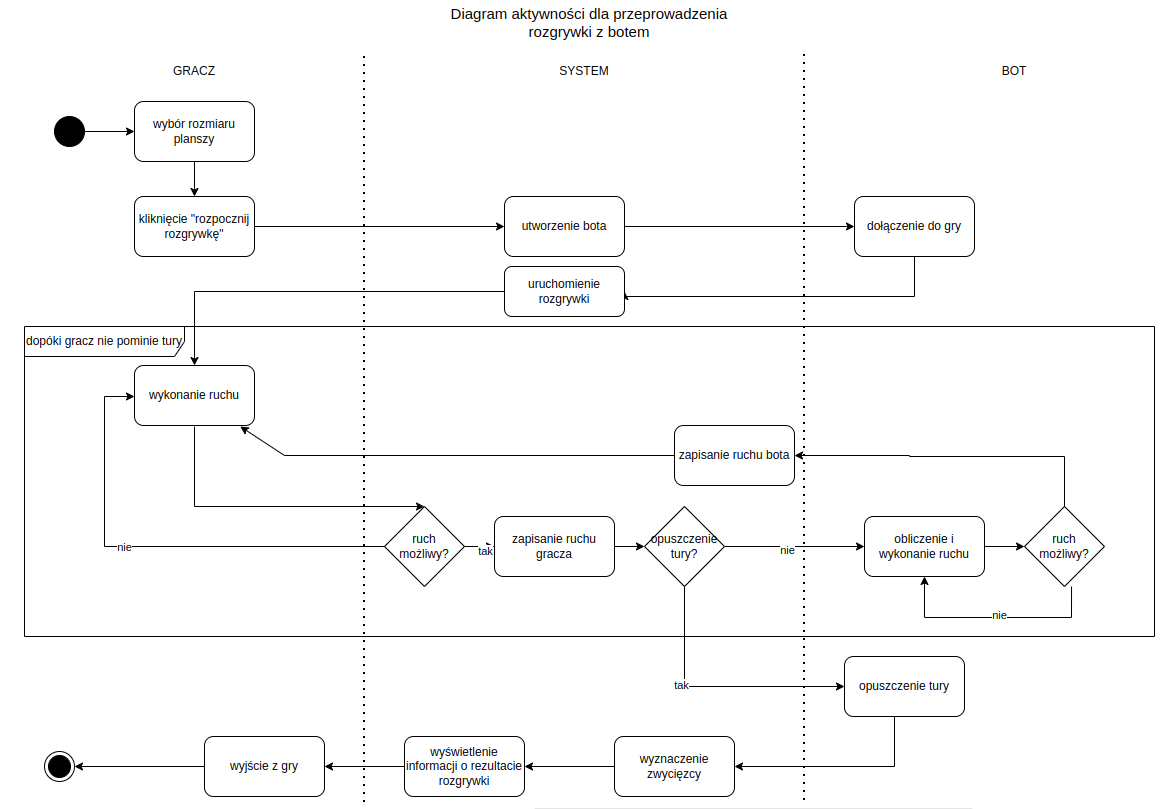 Diagram aktywności dla przeprowadzenia
rozgrywki z botem
GRACZ
SYSTEM
BOT
wybór rozmiaru
planszy
kliknięcie "rozpocznij
rozgrywkę"
utworzenie bota
dołączenie do gry
uruchomienie
rozgrywki
dopóki gracz nie pominie tury
wykonanie ruchu
zapisanie ruchu bota
ruch
możliwy?
nie
tak
zapisanie ruchu
gracza
opuszczenie
tury?
nie
obliczenie i
wykonanie ruchu
ruch
możliwy?
nie
tak
opuszczenie tury
wyznaczenie
zwycięzcy
wyświetlenie
informacji o rezultacie
rozgrywki
wyjście z gry